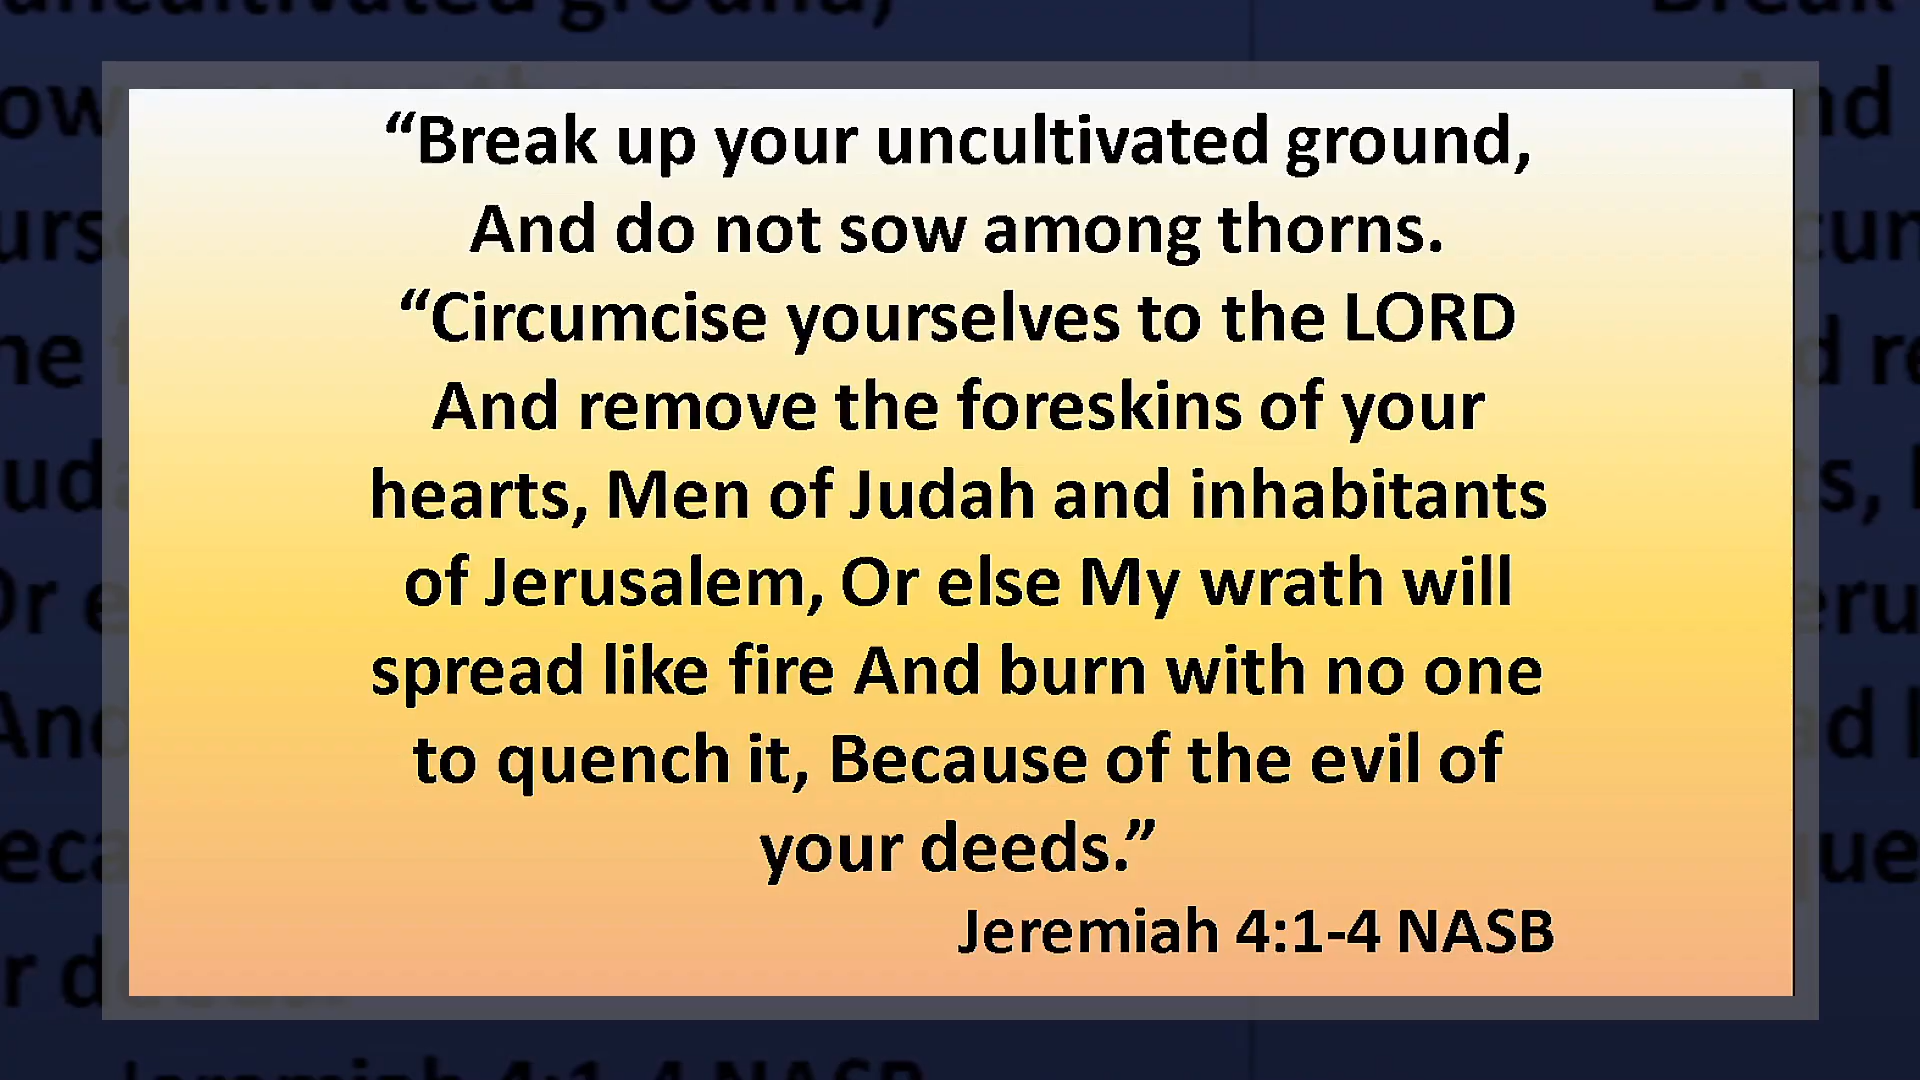 “Break up your uncultivated ground,
And do not sow among thorns.
“Circumcise yourselves to the LORD
And remove the foreskins of your
hearts, Men of Judah and inhabitants
of Jerusalem, Or else My wrath will
spread like fire And burn with no one
to quench it, Because of the evil of
your deeds.”
Jeremiah 4:1-4 NASB